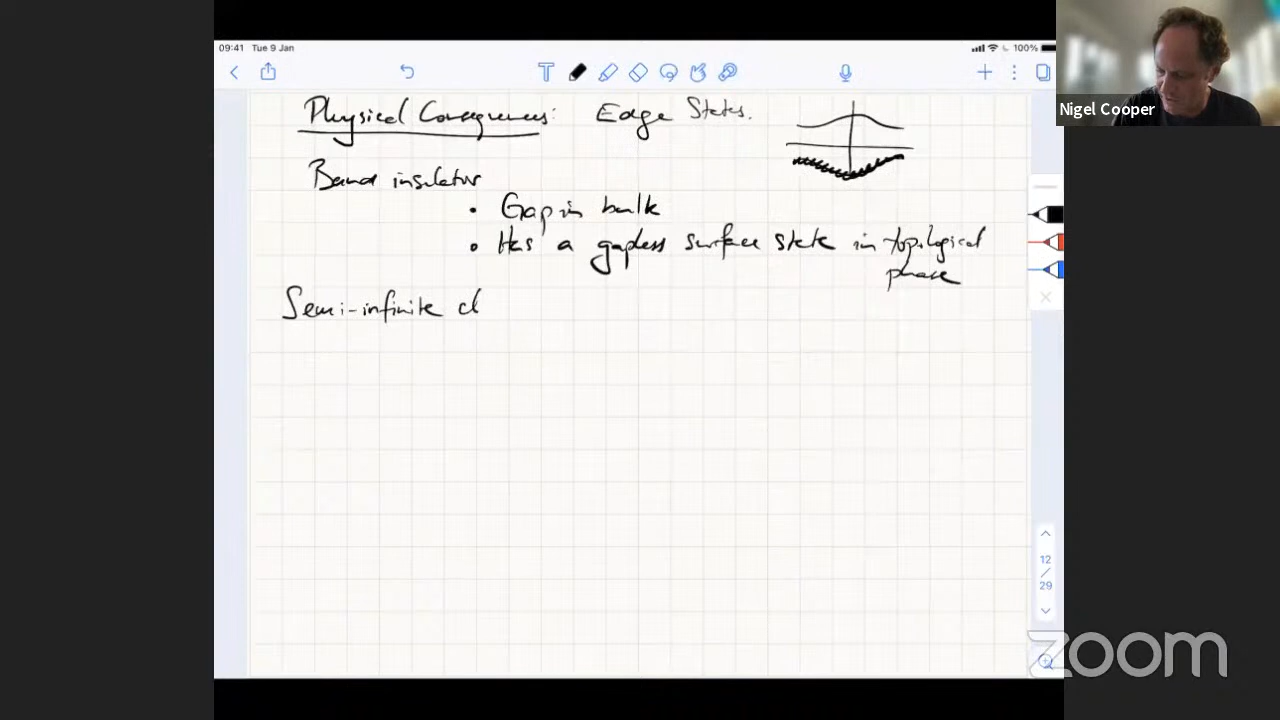 09:41 Tue 9 Jan
100%
Nigel Cooper
Physical Consequences: Edge States.
Band insulator
• Gap in bulk
• Has a gapless surface state in topological
phase
Semi-infinite cl
12
/
29
zoom